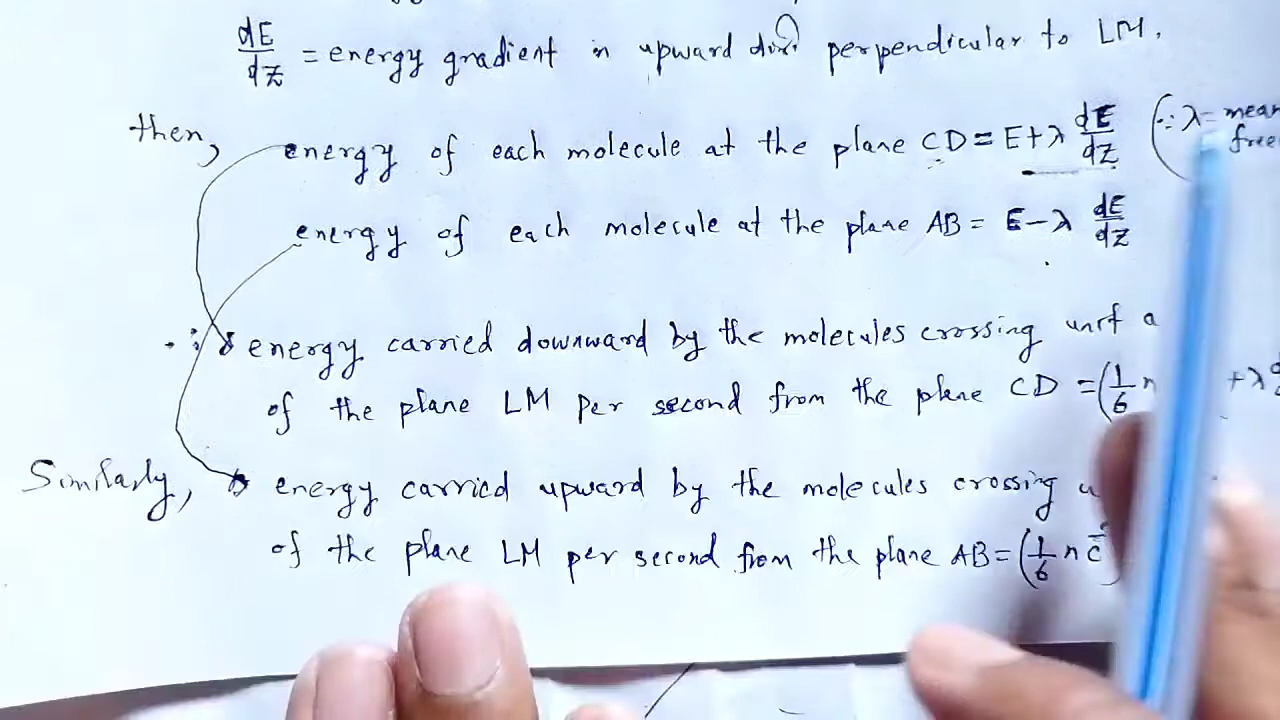 dE/dz = energy gradient in upward dirn perpendicular to LM.
then, energy of each molecule at the plane CD = E + λ dE/dz (∵ λ = mean
free
energy of each molecule at the plane AB = E − λ dE/dz
∴ energy carried downward by the molecules crossing unit a
of the plane LM per second from the plane CD = (1/6 n + λ
Similarly, energy carried upward by the molecules crossing u
of the plane LM per second from the plane AB = (1/6 n c̄)